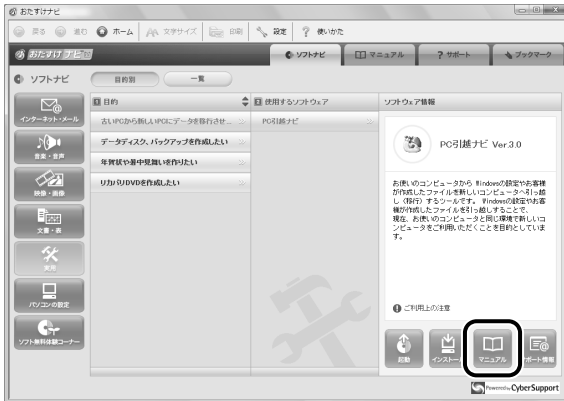 おたすけナビ
戻る 進む ホーム 文字サイズ 印刷 設定 使いかた
おたすけナビ ソフトナビ マニュアル サポート ブックマーク
ソフトナビ 目的別 一覧
目的 使用するソフトウェア ソフトウェア情報
古いPCから新しいPCにデータを移行させ... PC引越ナビ
データディスク、バックアップを作成したい
年賀状や暑中見舞いを作りたい
リカバリDVDを作成したい
インターネット・メール
音楽・音声
映像・画像
文書・表
実用
パソコンの設定
ソフト無料体験コーナー
PC引越ナビ Ver.3.0
お使いのコンピュータから Windowsの設定やお客様
が作成したファイルを新しいコンピュータへ引っ越
し（移行）するツールです。 Windowsの設定やお客
様が作成したファイルを引っ越しすることで、
現在、お使いのコンピュータと同じ環境で新しいコ
ンピュータをご利用いただくことを目的としていま
す。
ご利用上の注意
起動 インストール マニュアル サポート情報
Powered by CyberSupport